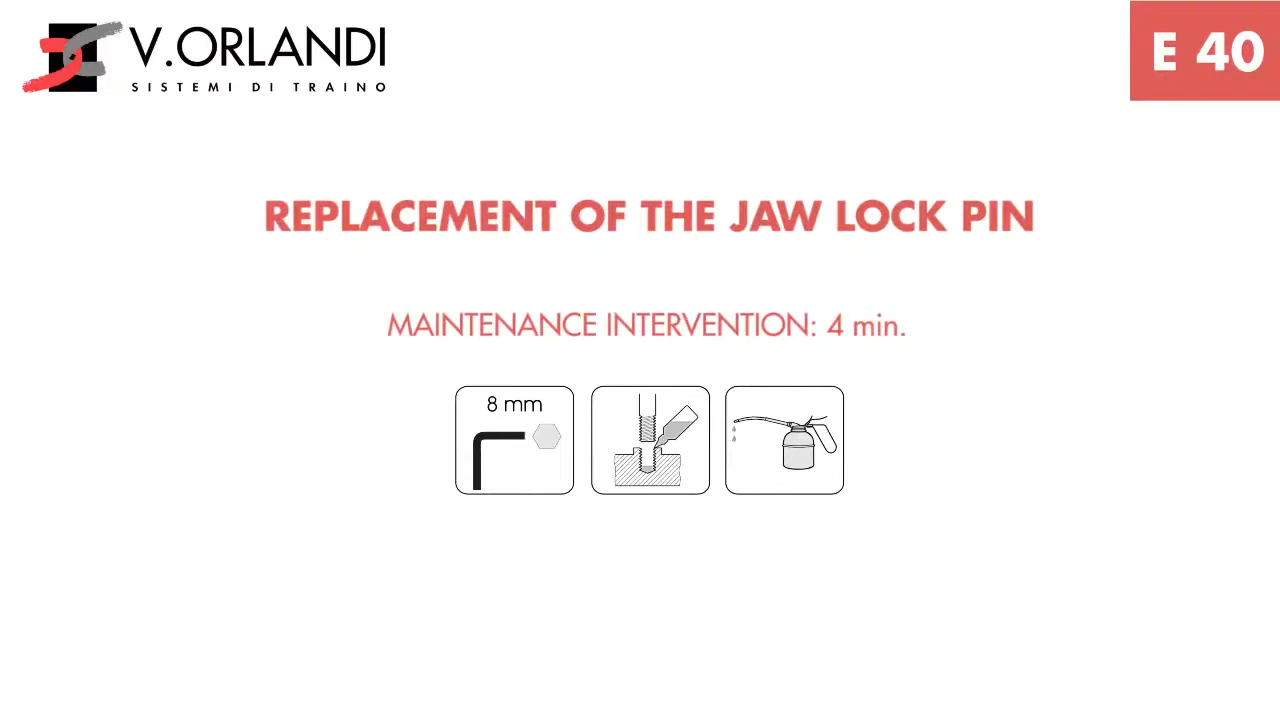 V.ORLANDI
SISTEMI DI TRAINO
E 40
REPLACEMENT OF THE JAW LOCK PIN
MAINTENANCE INTERVENTION: 4 min.
8 mm